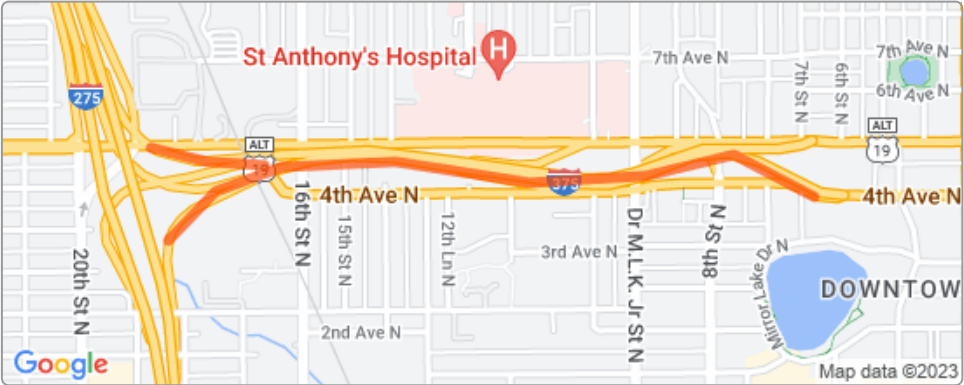 St Anthony's Hospital
H
7th Ave N
7th Ave N
6th Ave N
7th St N
6th St N
275
ALT
19
ALT
19
375
4th Ave N
4th Ave N
16th St N
15th St N
12th Ln N
20th St N
3rd Ave N
Dr M.L.K. Jr St N
8th St N
Mirror Lake Dr N
DOWNTOW
2nd Ave N
Google
Map data ©2023